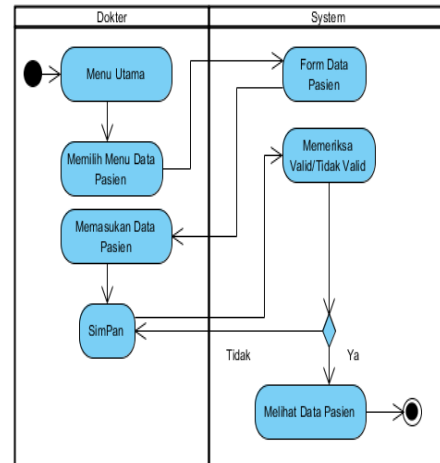 Dokter
System
Menu Utama
Form Data
Pasien
Memilih Menu Data
Pasien
Memeriksa
Valid/Tidak Valid
Memasukan Data
Pasien
SimPan
Tidak
Ya
Melihat Data Pasien